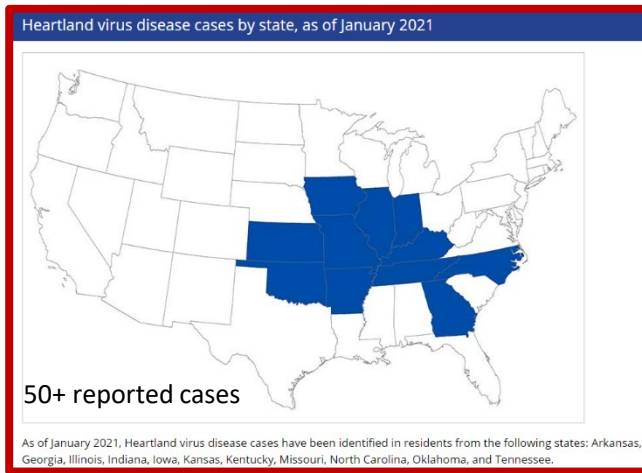 Heartland virus disease cases by state, as of January 2021
50+ reported cases
As of January 2021, Heartland virus disease cases have been identified in residents from the following states: Arkansas,
Georgia, Illinois, Indiana, Iowa, Kansas, Kentucky, Missouri, North Carolina, Oklahoma, and Tennessee.